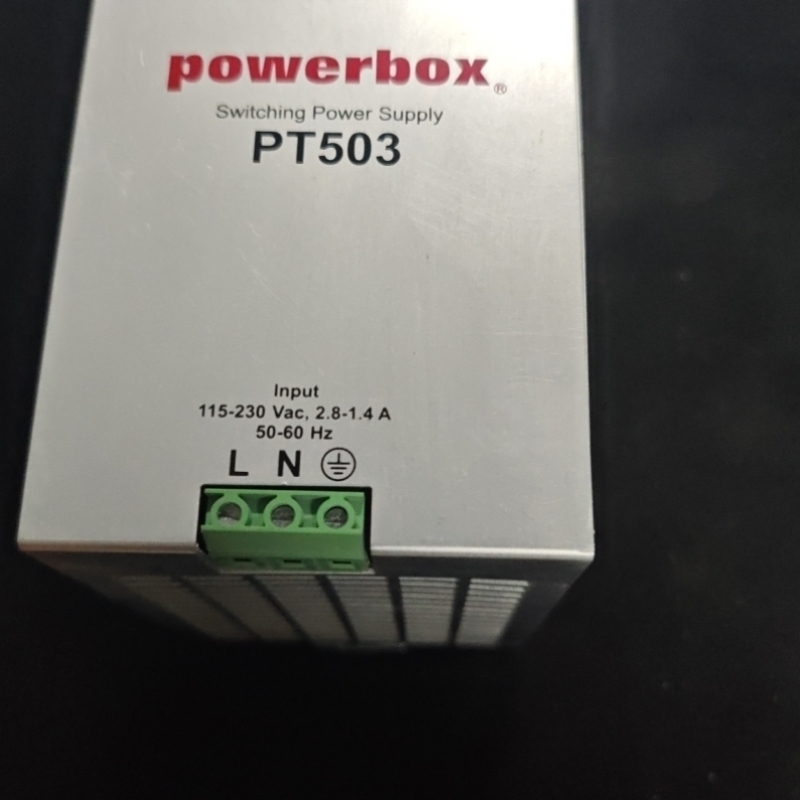 powerbox®
Switching Power Supply
PT503
Input
115-230 Vac, 2.8-1.4 A
50-60 Hz
L N ⏚